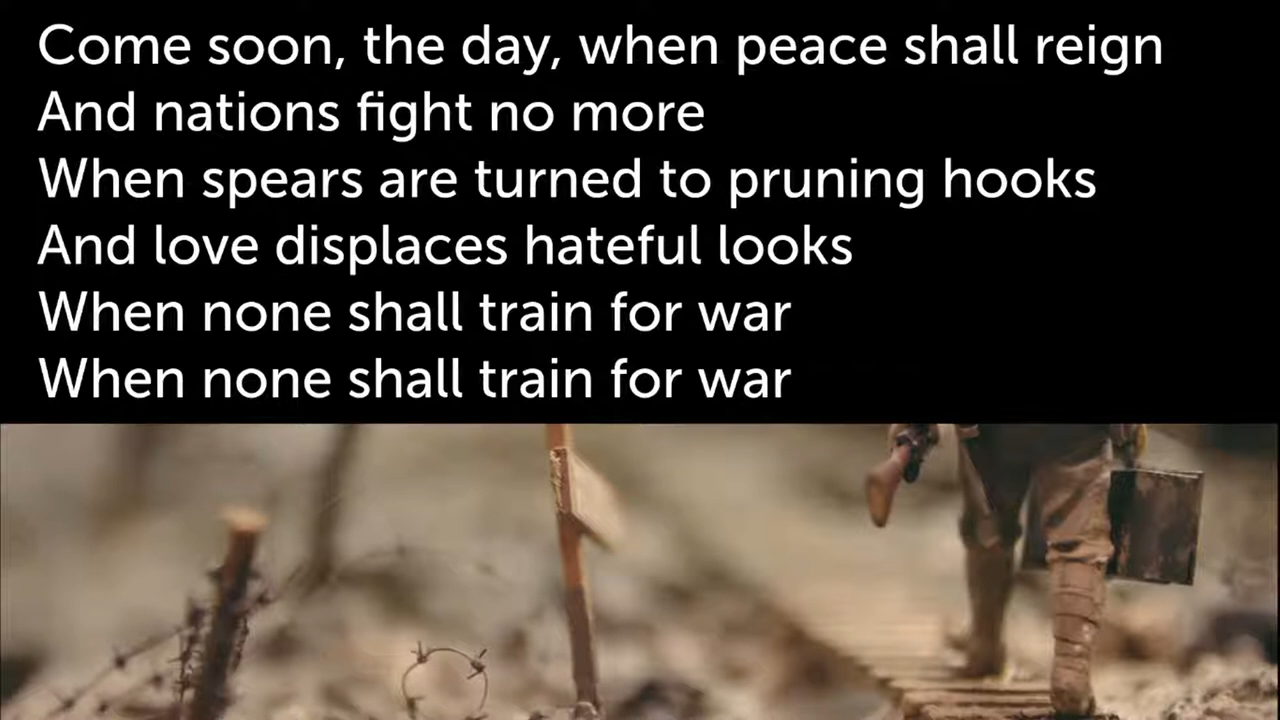 Come soon, the day, when peace shall reign
And nations fight no more
When spears are turned to pruning hooks
And love displaces hateful looks
When none shall train for war
When none shall train for war